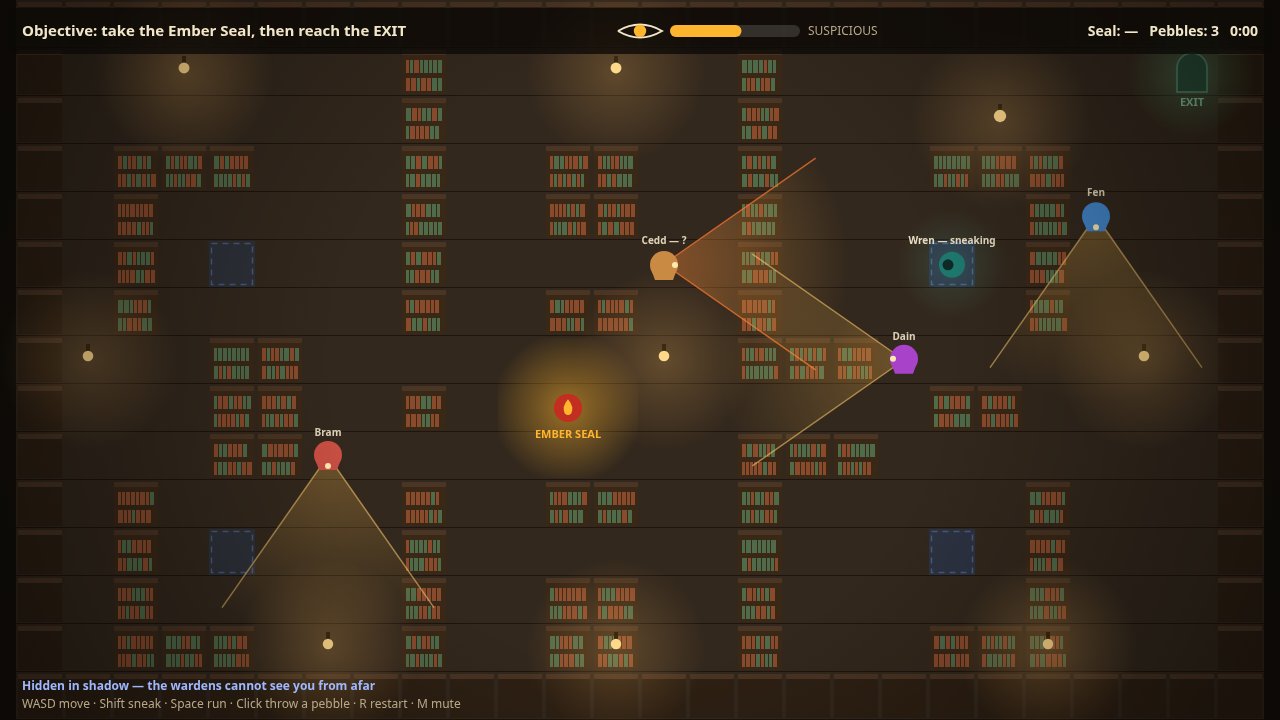 Objective: take the Ember Seal, then reach the EXIT
SUSPICIOUS
Seal: — Pebbles: 3 0:00
EXIT
Fen
Cedd — ?
Wren — sneaking
Dain
EMBER SEAL
Bram
Hidden in shadow — the wardens cannot see you from afar
WASD move · Shift sneak · Space run · Click throw a pebble · R restart · M mute